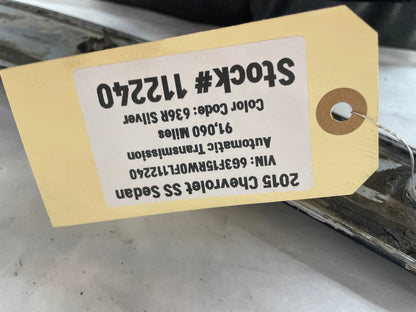 2015 Chevrolet SS Sedan
VIN: 6G3F15RW0FL112240
Automatic Transmission
91,060 Miles
Color Code: 636R Silver
Stock# 112240